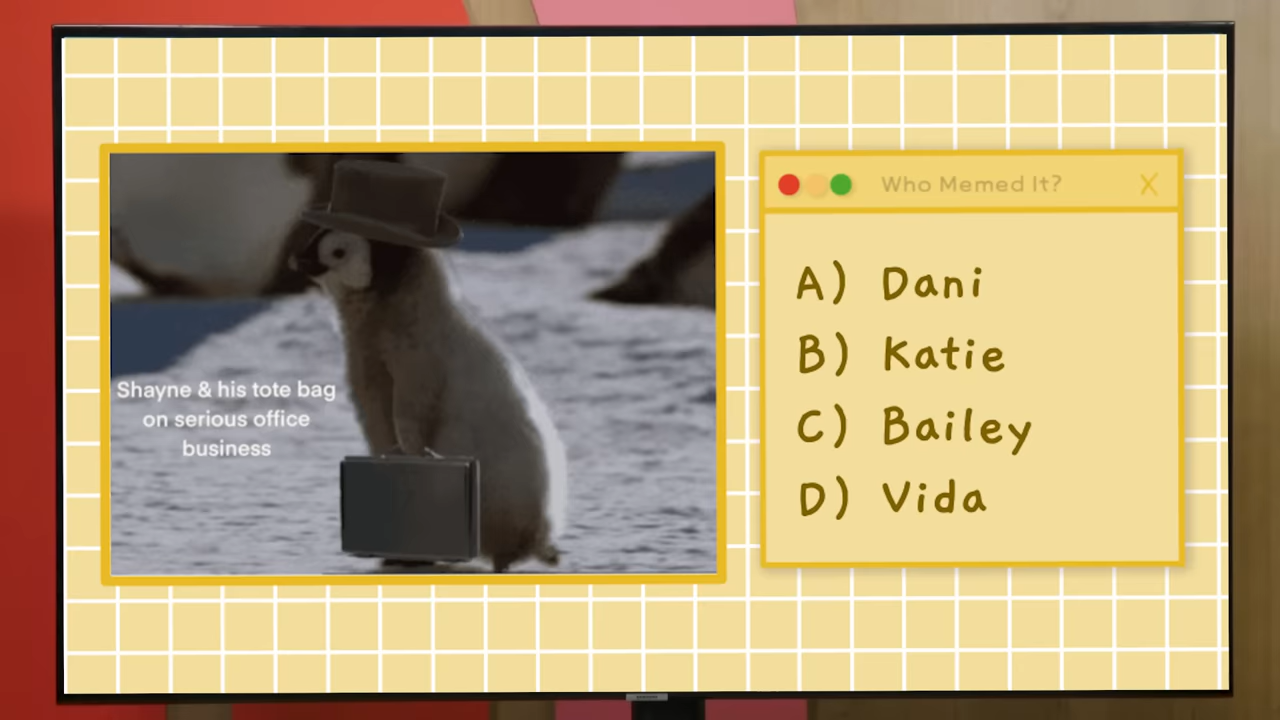 Shayne & his tote bag
on serious office
business
Who Memed It? X
A) Dani
B) Katie
C) Bailey
D) Vida